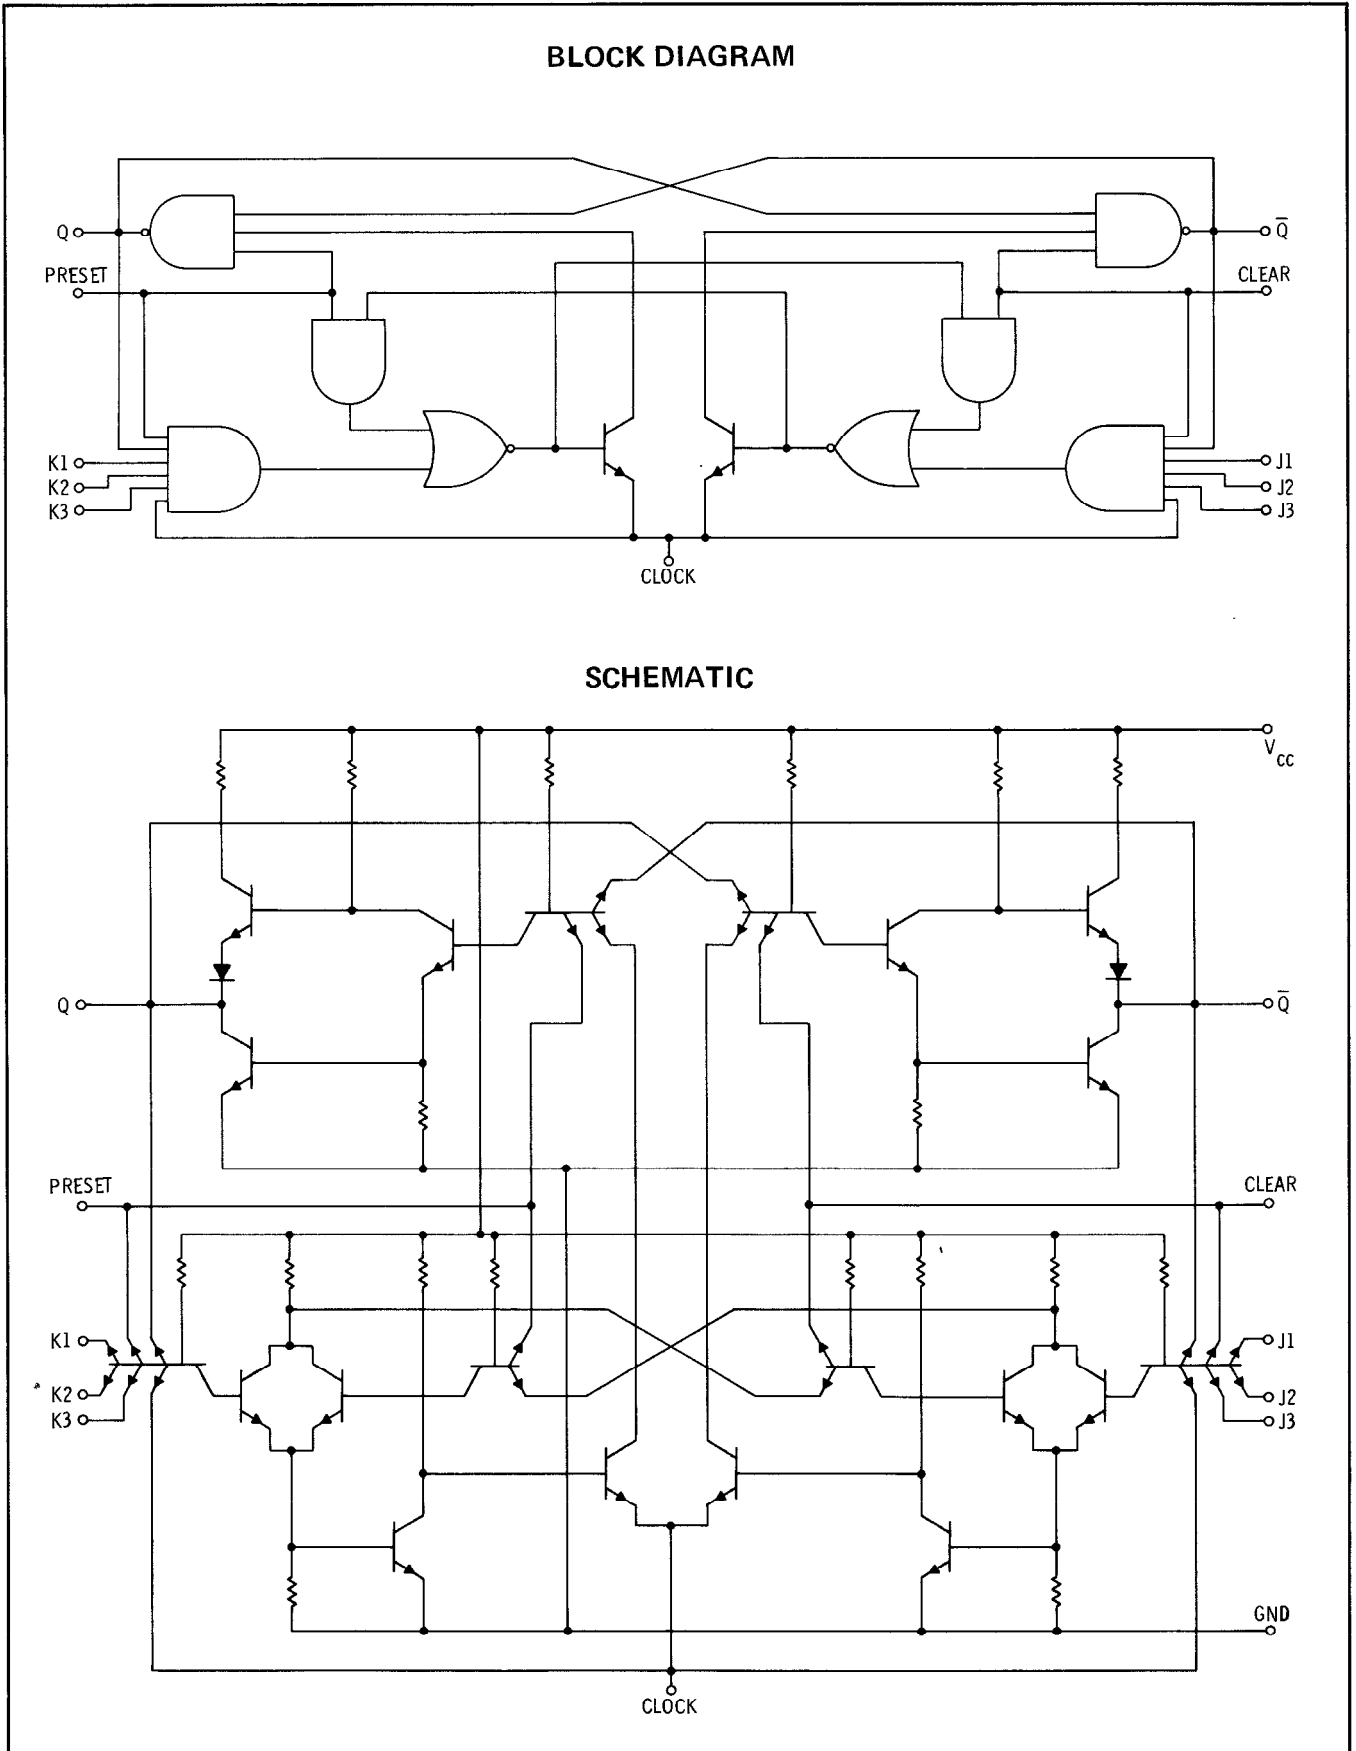 BLOCK DIAGRAM
Q
Q̅
PRESET
CLEAR
K1
K2
K3
J1
J2
J3
CLOCK
SCHEMATIC
VCC
Q
Q̅
PRESET
CLEAR
K1
K2
K3
J1
J2
J3
GND
CLOCK